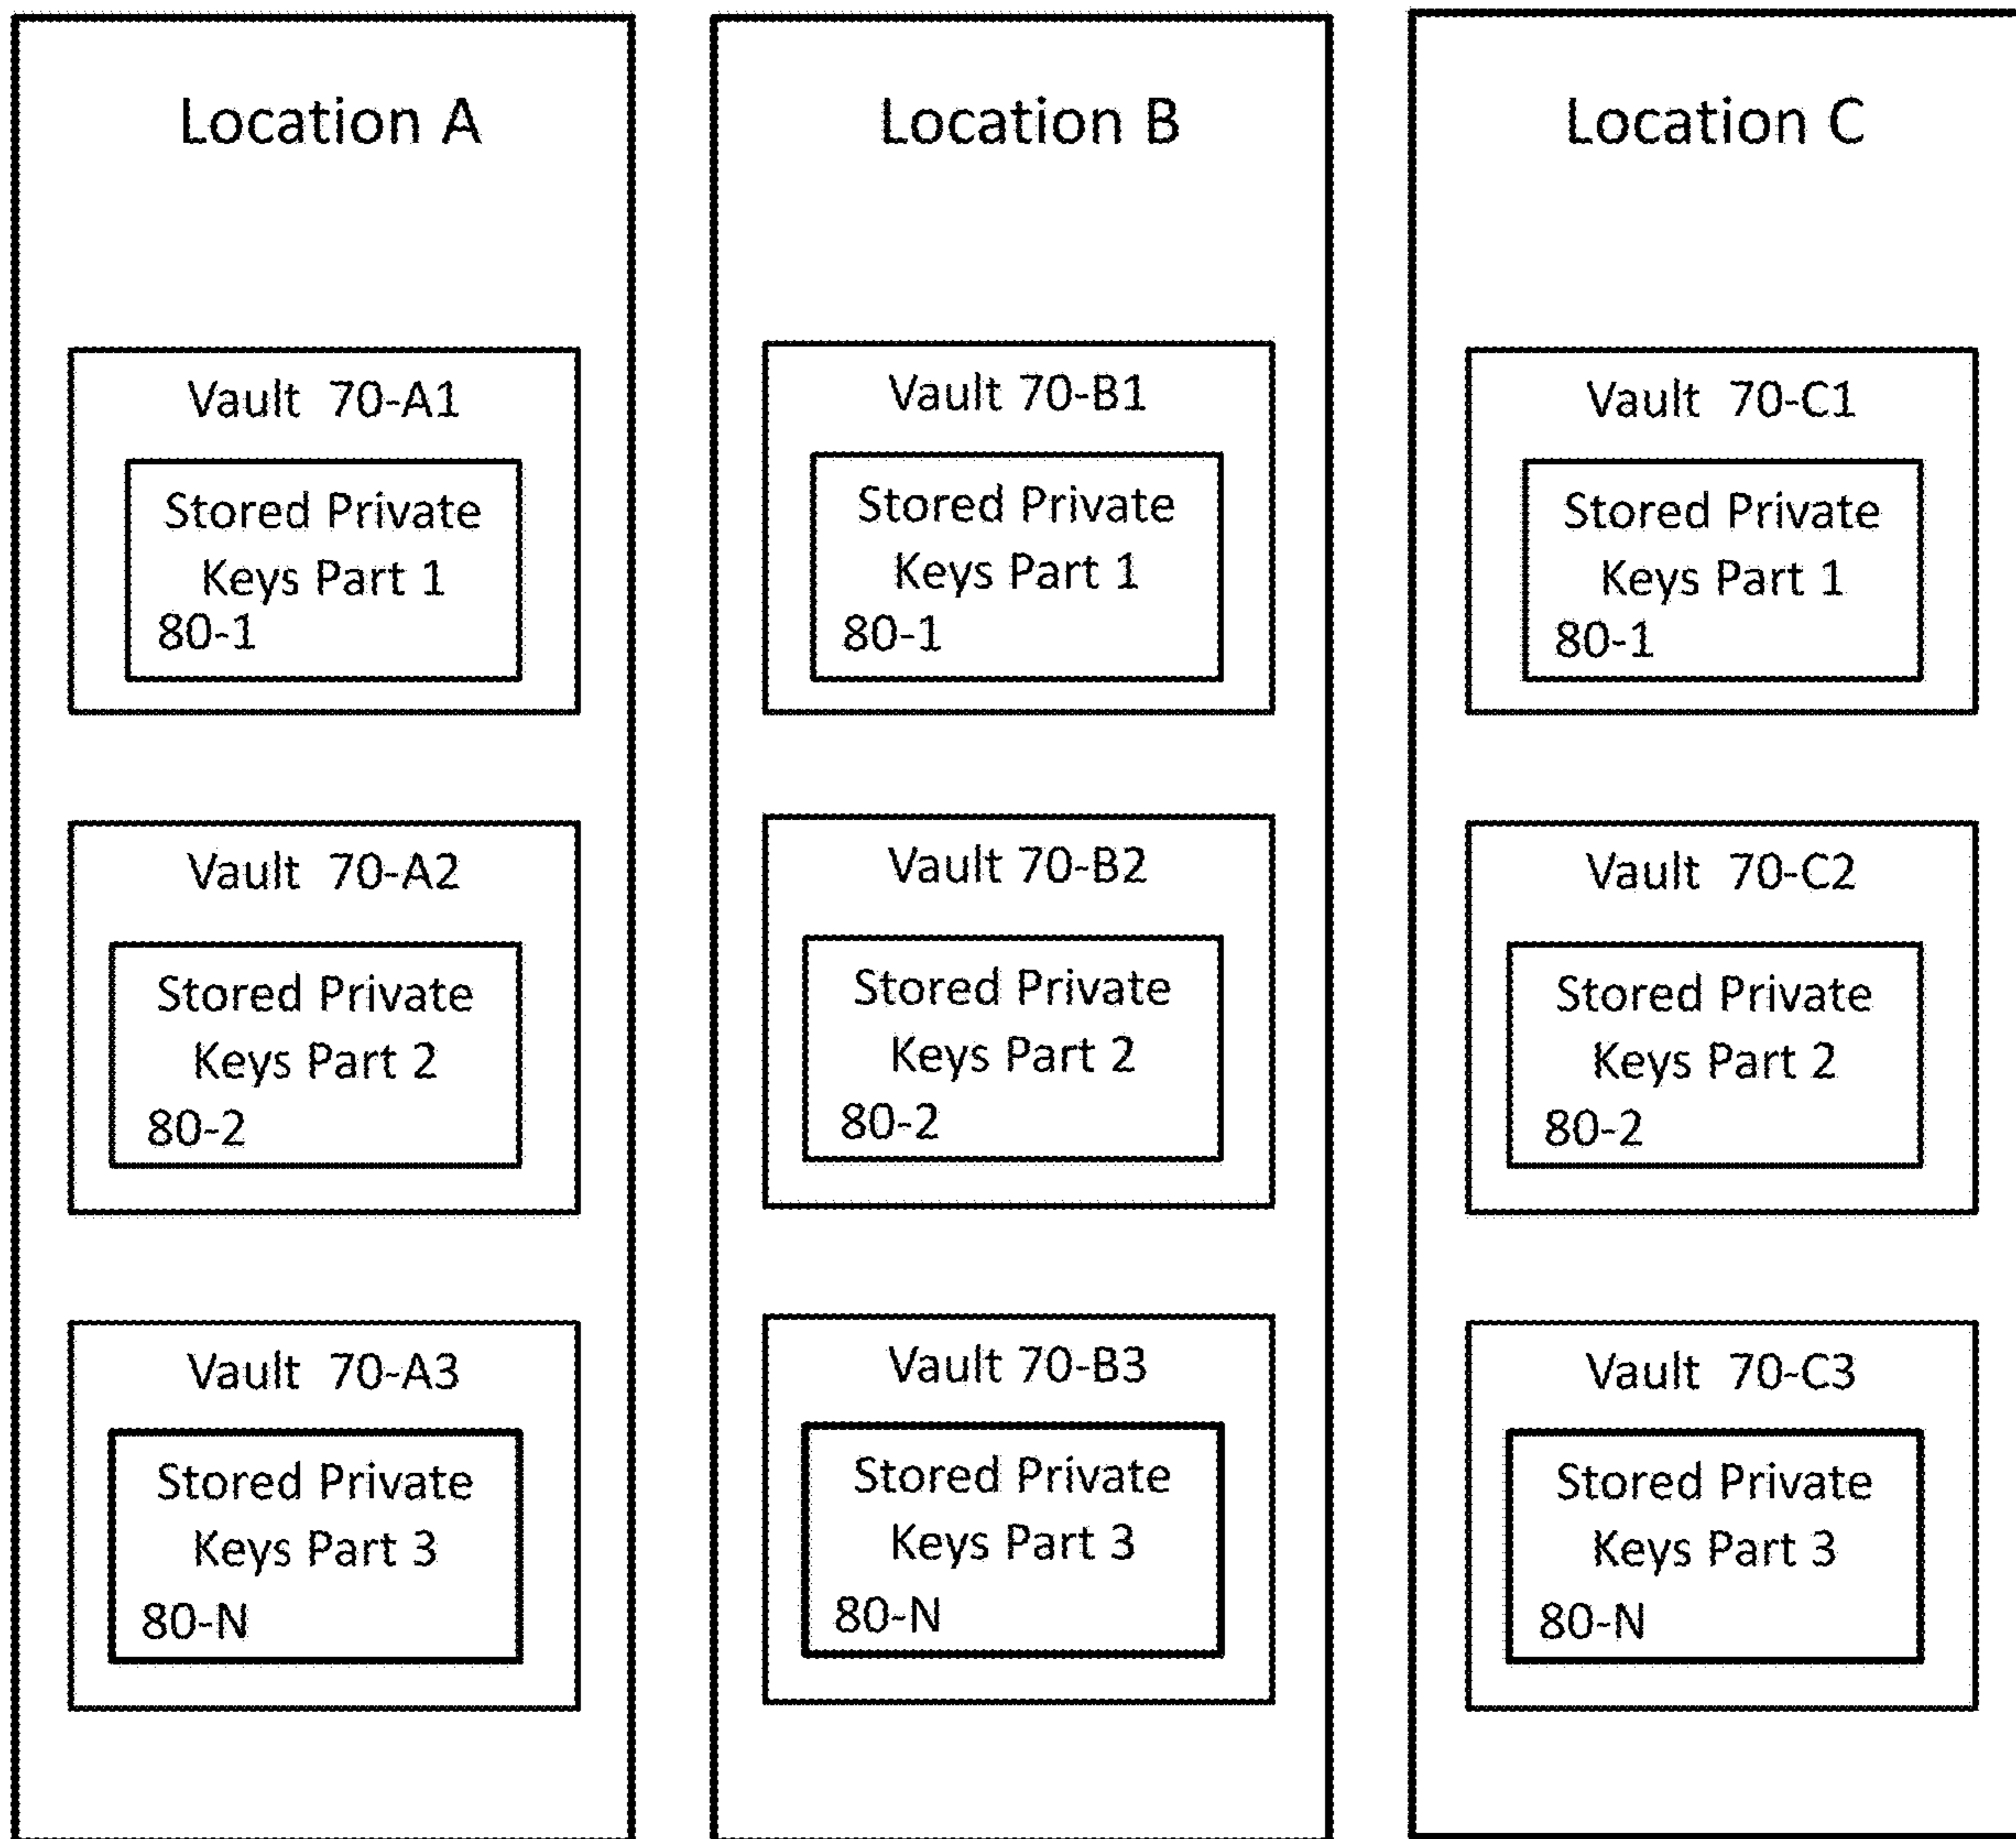 Location A
Vault 70-A1
Stored Private
Keys Part 1
80-1
Vault 70-A2
Stored Private
Keys Part 2
80-2
Vault 70-A3
Stored Private
Keys Part 3
80-N
Location B
Vault 70-B1
Stored Private
Keys Part 1
80-1
Vault 70-B2
Stored Private
Keys Part 2
80-2
Vault 70-B3
Stored Private
Keys Part 3
80-N
Location C
Vault 70-C1
Stored Private
Keys Part 1
80-1
Vault 70-C2
Stored Private
Keys Part 2
80-2
Vault 70-C3
Stored Private
Keys Part 3
80-N